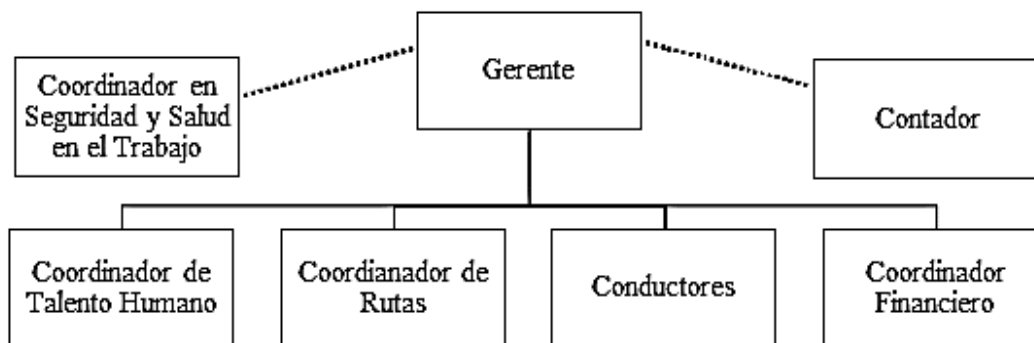 Gerente
Coordinador en
Seguridad y Salud
en el Trabajo
Contador
Coordinador de
Talento Humano
Coordianador de
Rutas
Conductores
Coordinador
Financiero